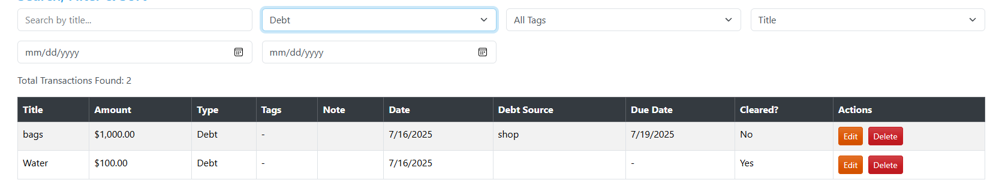 Search by title...
Debt
All Tags
Title
mm/dd/yyyy
mm/dd/yyyy
Total Transactions Found: 2
Title Amount Type Tags Note Date Debt Source Due Date Cleared? Actions
bags $1,000.00 Debt - 7/16/2025 shop 7/19/2025 No Edit Delete
Water $100.00 Debt - 7/16/2025 - Yes Edit Delete